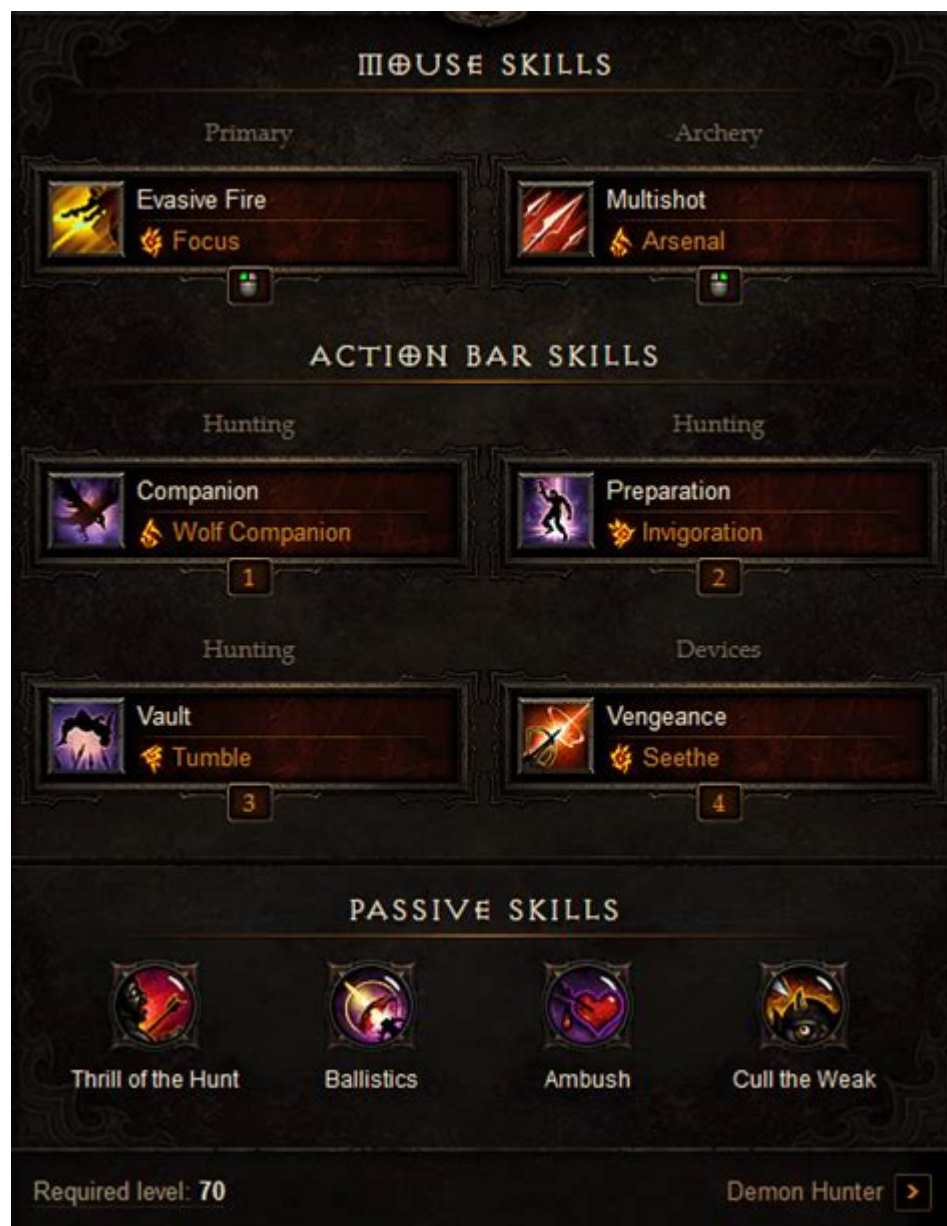 MOUSE SKILLS
Primary
Archery
Evasive Fire
Focus
Multishot
Arsenal
ACTION BAR SKILLS
Hunting
Hunting
Companion
Wolf Companion
1
Preparation
Invigoration
2
Hunting
Devices
Vault
Tumble
3
Vengeance
Seethe
4
PASSIVE SKILLS
Thrill of the Hunt
Ballistics
Ambush
Cull the Weak
Required level: 70
Demon Hunter >